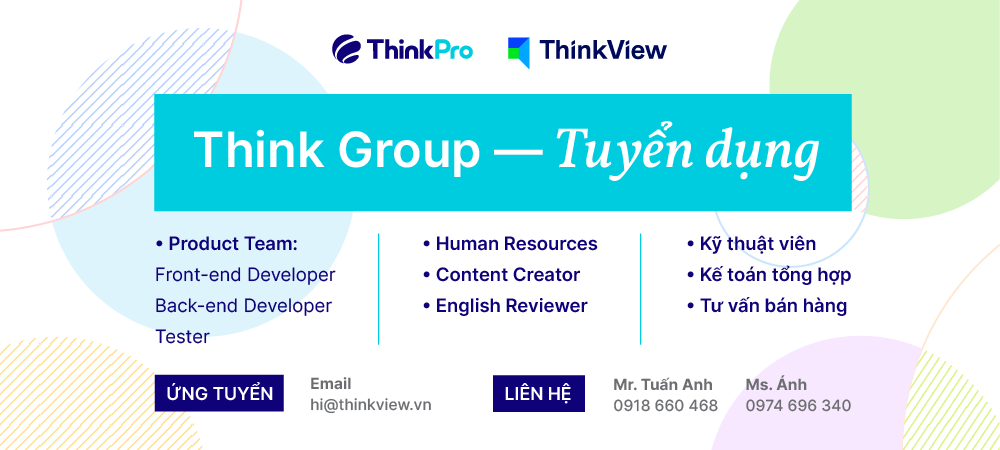 ThinkPro ThinkView
Think Group — Tuyển dụng
• Product Team:
Front-end Developer
Back-end Developer
Tester
• Human Resources
• Content Creator
• English Reviewer
• Kỹ thuật viên
• Kế toán tổng hợp
• Tư vấn bán hàng
ỨNG TUYỂN
Email
hi@thinkview.vn
LIÊN HỆ
Mr. Tuấn Anh
0918 660 468
Ms. Ánh
0974 696 340